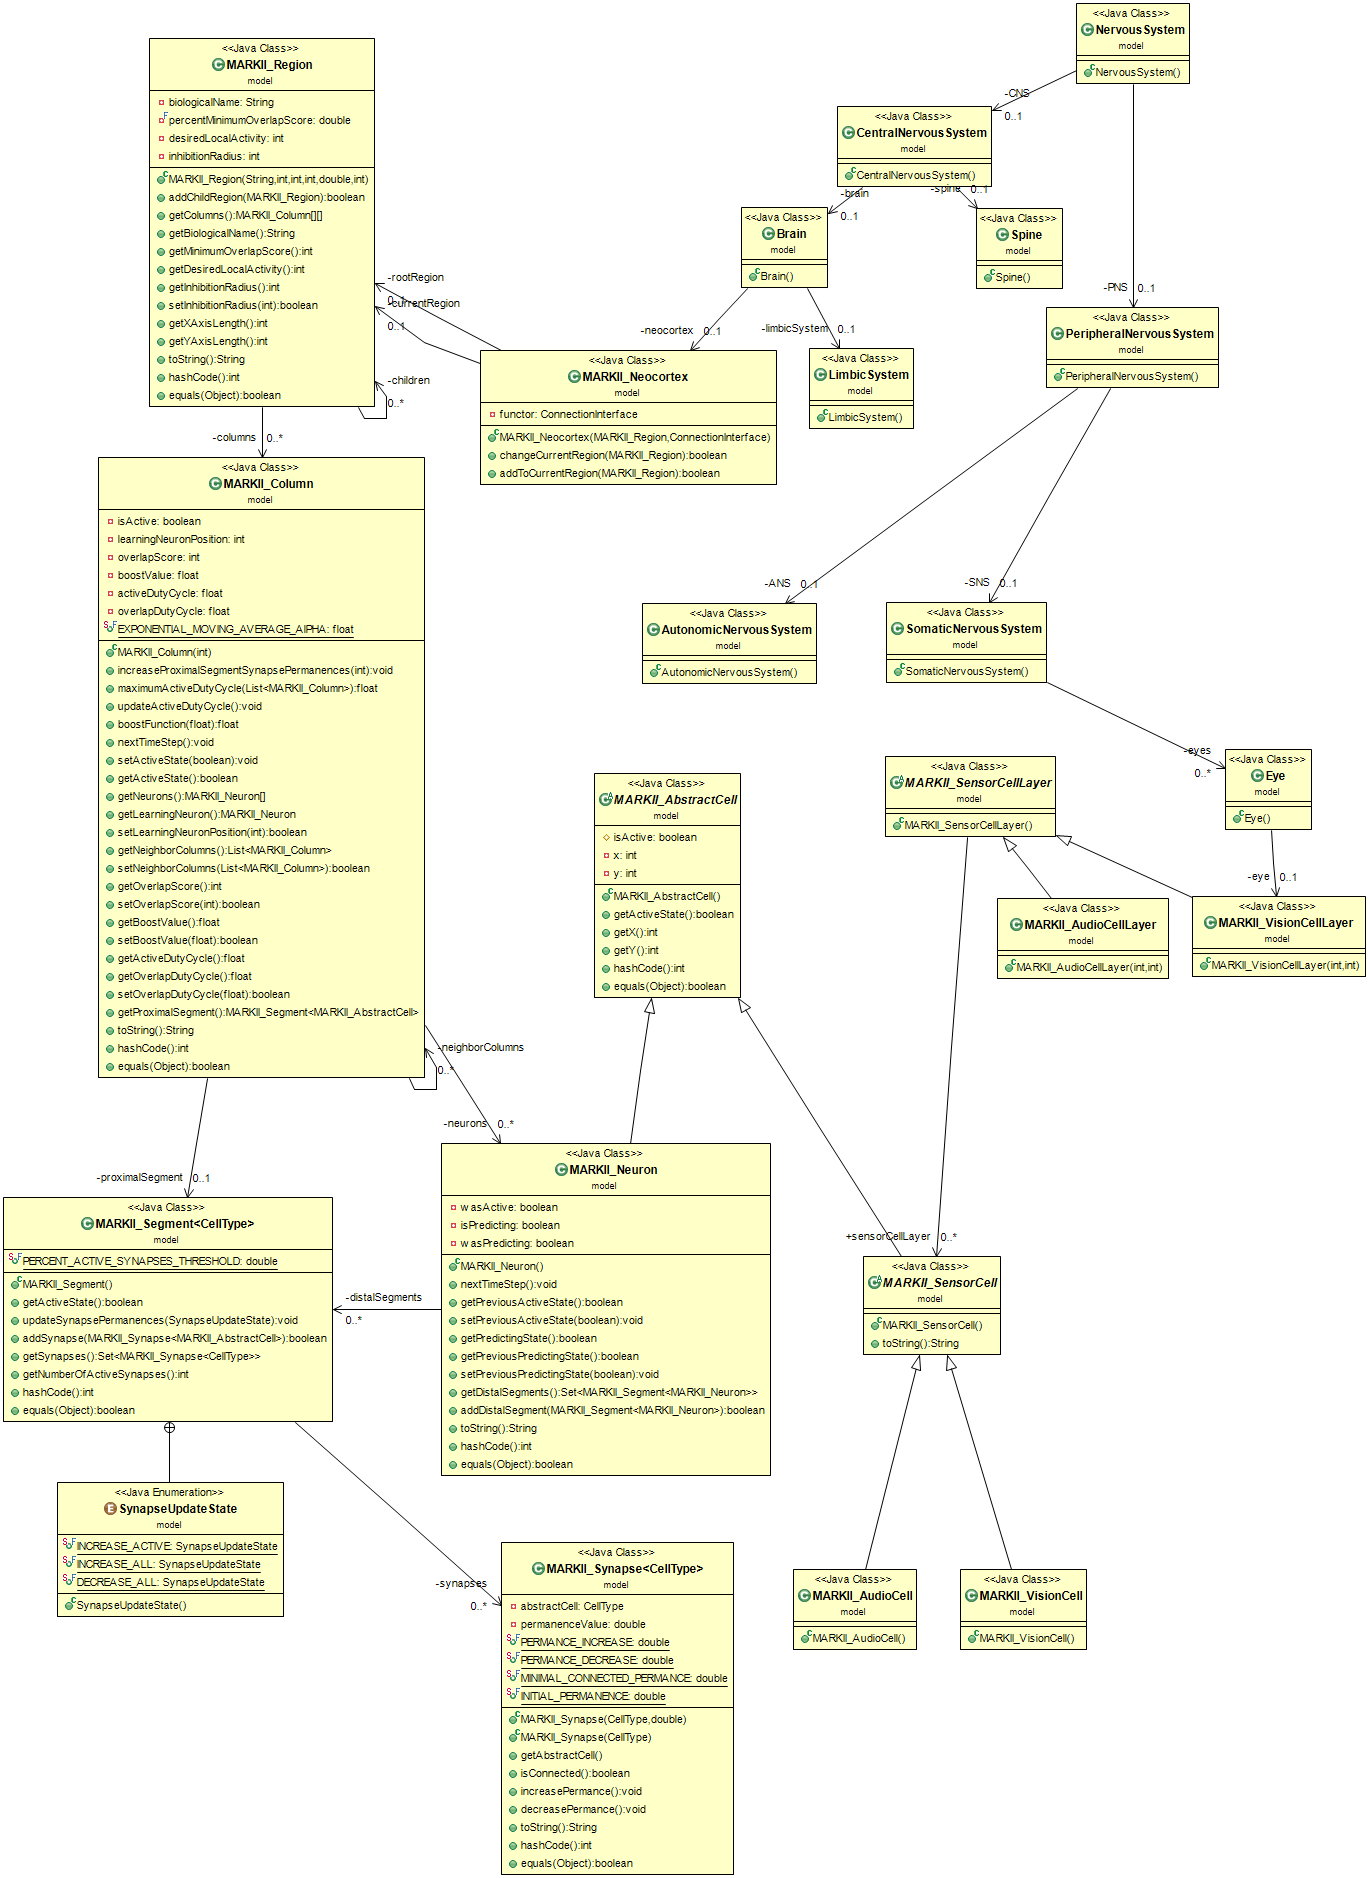 <<Java Class>>
NervousSystem
model
NervousSystem()
-CNS
0..1
-PNS
0..1
<<Java Class>>
CentralNervousSystem
model
CentralNervousSystem()
-brain
0..1
-spine
0..1
<<Java Class>>
Brain
model
Brain()
<<Java Class>>
Spine
model
Spine()
-neocortex
0..1
-limbicSystem
0..1
<<Java Class>>
LimbicSystem
model
LimbicSystem()
<<Java Class>>
PeripheralNervousSystem
model
PeripheralNervousSystem()
<<Java Class>>
MARKII_Region
model
biologicalName: String
percentMinimumOverlapScore: double
desiredLocalActivity: int
inhibitionRadius: int
MARKII_Region(String,int,int,int,double,int)
addChildRegion(MARKII_Region):boolean
getColumns():MARKII_Column[][]
getBiologicalName():String
getMinimumOverlapScore():int
getDesiredLocalActivity():int
getInhibitionRadius():int
setInhibitionRadius(int):boolean
getXAxisLength():int
getYAxisLength():int
toString():String
hashCode():int
equals(Object):boolean
-rootRegion
0..1
-currentRegion
0..1
-children
0..*
-columns
0..*
<<Java Class>>
MARKII_Neocortex
model
functor: ConnectionInterface
MARKII_Neocortex(MARKII_Region,ConnectionInterface)
changeCurrentRegion(MARKII_Region):boolean
addToCurrentRegion(MARKII_Region):boolean
<<Java Class>>
MARKII_Column
model
isActive: boolean
learningNeuronPosition: int
overlapScore: int
boostValue: float
activeDutyCycle: float
overlapDutyCycle: float
EXPONENTIAL_MOVING_AVERAGE_AlPHA: float
MARKII_Column(int)
increaseProximalSegmentSynapsePermanences(int):void
maximumActiveDutyCycle(List<MARKII_Column>):float
updateActiveDutyCycle():void
boostFunction(float):float
nextTimeStep():void
setActiveState(boolean):void
getActiveState():boolean
getNeurons():MARKII_Neuron[]
getLearningNeuron():MARKII_Neuron
setLearningNeuronPosition(int):boolean
getNeighborColumns():List<MARKII_Column>
setNeighborColumns(List<MARKII_Column>):boolean
getOverlapScore():int
setOverlapScore(int):boolean
getBoostValue():float
setBoostValue(float):boolean
getActiveDutyCycle():float
getOverlapDutyCycle():float
setOverlapDutyCycle(float):boolean
getProximalSegment():MARKII_Segment<MARKII_AbstractCell>
toString():String
hashCode():int
equals(Object):boolean
-neighborColumns
0..*
-neurons
0..*
-proximalSegment
0..1
-ANS
0..1
-SNS
0..1
<<Java Class>>
AutonomicNervousSystem
model
AutonomicNervousSystem()
<<Java Class>>
SomaticNervousSystem
model
SomaticNervousSystem()
-eyes
0..*
<<Java Class>>
Eye
model
Eye()
-eye
0..1
<<Java Class>>
MARKII_SensorCellLayer
model
MARKII_SensorCellLayer()
<<Java Class>>
MARKII_AudioCellLayer
model
MARKII_AudioCellLayer(int,int)
<<Java Class>>
MARKII_VisionCellLayer
model
MARKII_VisionCellLayer(int,int)
<<Java Class>>
MARKII_AbstractCell
model
isActive: boolean
x: int
y: int
MARKII_AbstractCell()
getActiveState():boolean
getX():int
getY():int
hashCode():int
equals(Object):boolean
<<Java Class>>
MARKII_Neuron
model
wasActive: boolean
isPredicting: boolean
wasPredicting: boolean
MARKII_Neuron()
nextTimeStep():void
getPreviousActiveState():boolean
setPreviousActiveState(boolean):void
getPredictingState():boolean
getPreviousPredictingState():boolean
setPreviousPredictingState(boolean):void
getDistalSegments():Set<MARKII_Segment<MARKII_Neuron>>
addDistalSegment(MARKII_Segment<MARKII_Neuron>):boolean
toString():String
hashCode():int
equals(Object):boolean
-distalSegments
0..*
+sensorCellLayer
0..*
<<Java Class>>
MARKII_SensorCell
model
MARKII_SensorCell()
toString():String
<<Java Class>>
MARKII_Segment<CellType>
model
PERCENT_ACTIVE_SYNAPSES_THRESHOLD: double
MARKII_Segment()
getActiveState():boolean
updateSynapsePermanences(SynapseUpdateState):void
addSynapse(MARKII_Synapse<MARKII_AbstractCell>):boolean
getSynapses():Set<MARKII_Synapse<CellType>>
getNumberOfActiveSynapses():int
hashCode():int
equals(Object):boolean
<<Java Enumeration>>
SynapseUpdateState
model
INCREASE_ACTIVE: SynapseUpdateState
INCREASE_ALL: SynapseUpdateState
DECREASE_ALL: SynapseUpdateState
SynapseUpdateState()
-synapses
0..*
<<Java Class>>
MARKII_Synapse<CellType>
model
abstractCell: CellType
permanenceValue: double
PERMANCE_INCREASE: double
PERMANCE_DECREASE: double
MINIMAL_CONNECTED_PERMANCE: double
INITIAL_PERMANENCE: double
MARKII_Synapse(CellType,double)
MARKII_Synapse(CellType)
getAbstractCell()
isConnected():boolean
increasePermance():void
decreasePermance():void
toString():String
hashCode():int
equals(Object):boolean
<<Java Class>>
MARKII_AudioCell
model
MARKII_AudioCell()
<<Java Class>>
MARKII_VisionCell
model
MARKII_VisionCell()